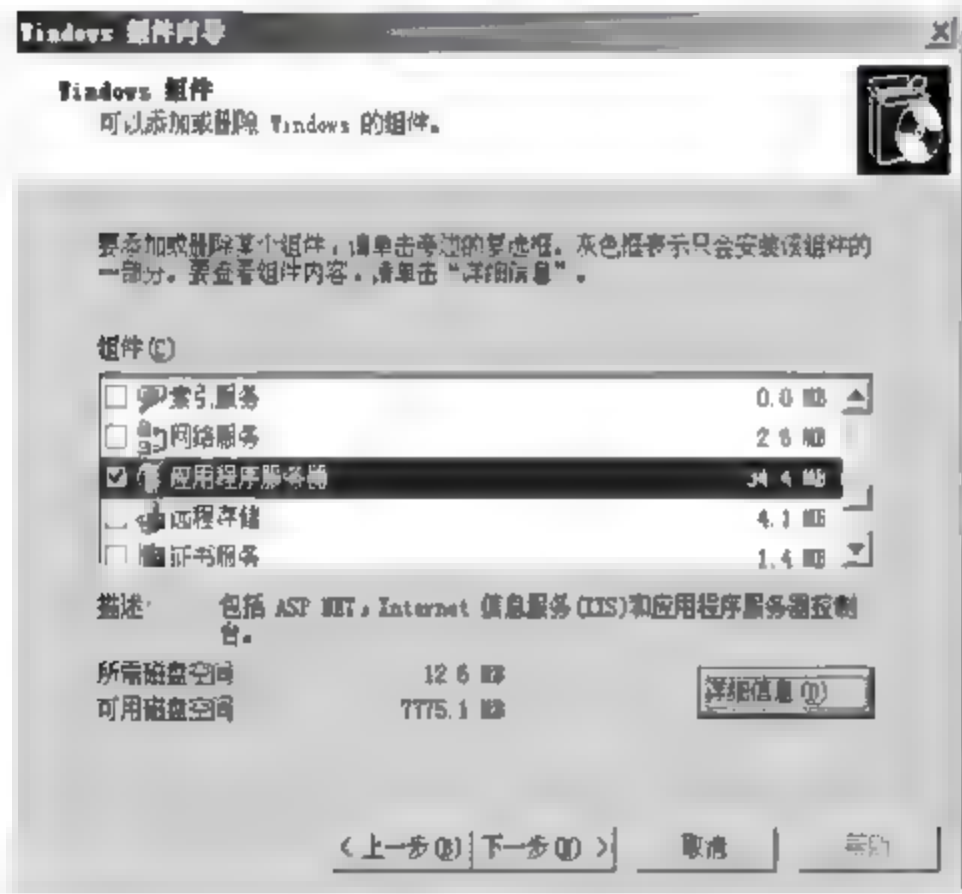 Windows 组件向导
Windows 组件
可以添加或删除 Windows 的组件。
要添加或删除某个组件，请单击旁边的复选框。灰色框表示只会安装该组件的
一部分。要查看组件内容，请单击“详细信息”。
组件(C)
索引服务 0.0 MB
网络服务 2.6 MB
应用程序服务器 34.4 MB
远程存储 4.1 MB
证书服务 1.4 MB
描述: 包括 ASP.NET, Internet 信息服务(IIS)和应用程序服务器控制
台。
所需磁盘空间 12.6 MB
可用磁盘空间 7775.1 MB
详细信息(D)
< 上一步(B) 下一步(N) > 取消 帮助